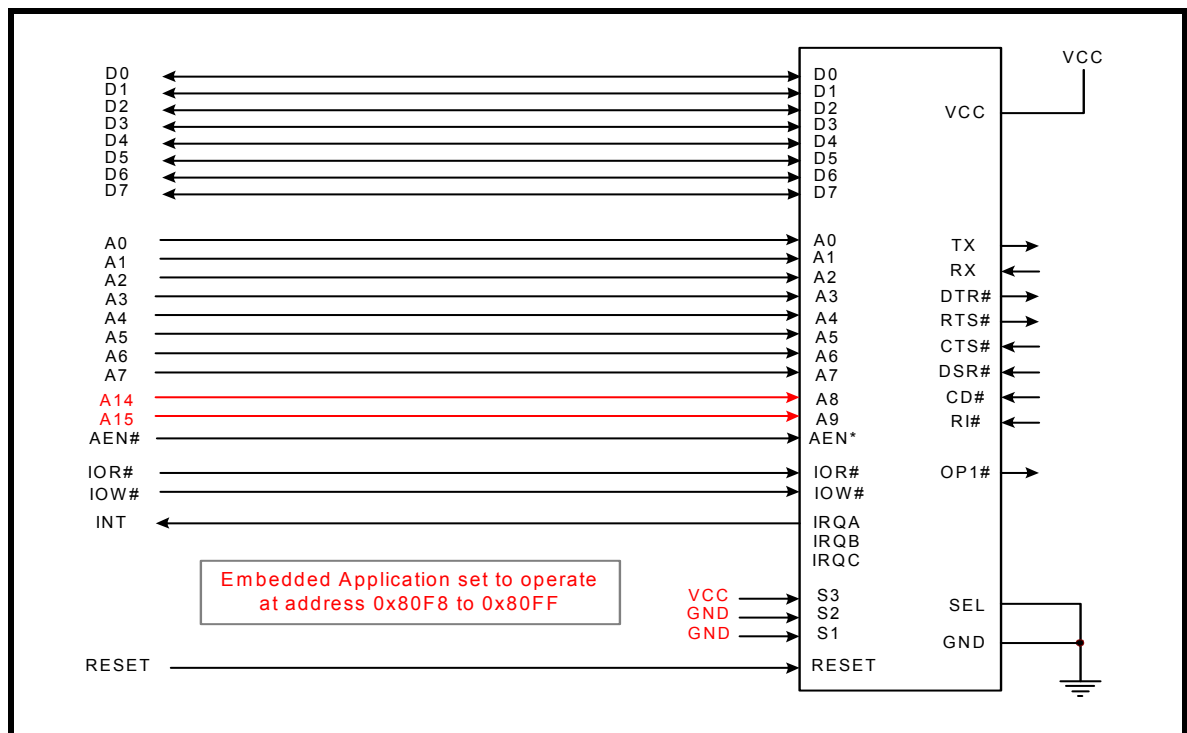 VCC
D0
D1
D2
D3
D4
D5
D6
D7
D0
D1
D2
D3
D4
D5
D6
D7
VCC
A0
A1
A2
A3
A4
A5
A6
A7
A14
A15
AEN#
A0
A1
A2
A3
A4
A5
A6
A7
A8
A9
AEN*
TX
RX
DTR#
RTS#
CTS#
DSR#
CD#
RI#
IOR#
IOW#
INT
IOR#
IOW#
IRQA
IRQB
IRQC
OP1#
Embedded Application set to operate
at address 0x80F8 to 0x80FF
VCC
GND
GND
S3
S2
S1
SEL
GND
RESET
RESET